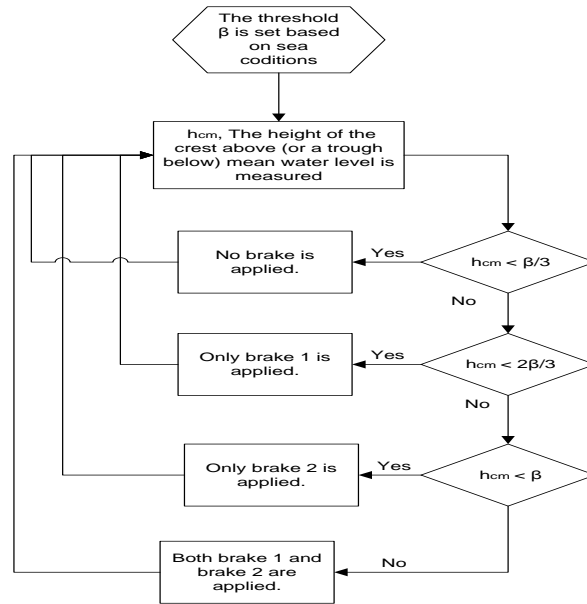 The
threshold
β is set based
on sea
coditions
hcm, The height of the
crest above (or a trough
below) mean water level is
measured
No brake is
applied.
Yes
hcm < β/3
No
Only brake 1 is
applied.
Yes
hcm < 2β/3
No
Only brake 2 is
applied.
Yes
hcm < β
Both brake 1 and
brake 2 are
applied.
No